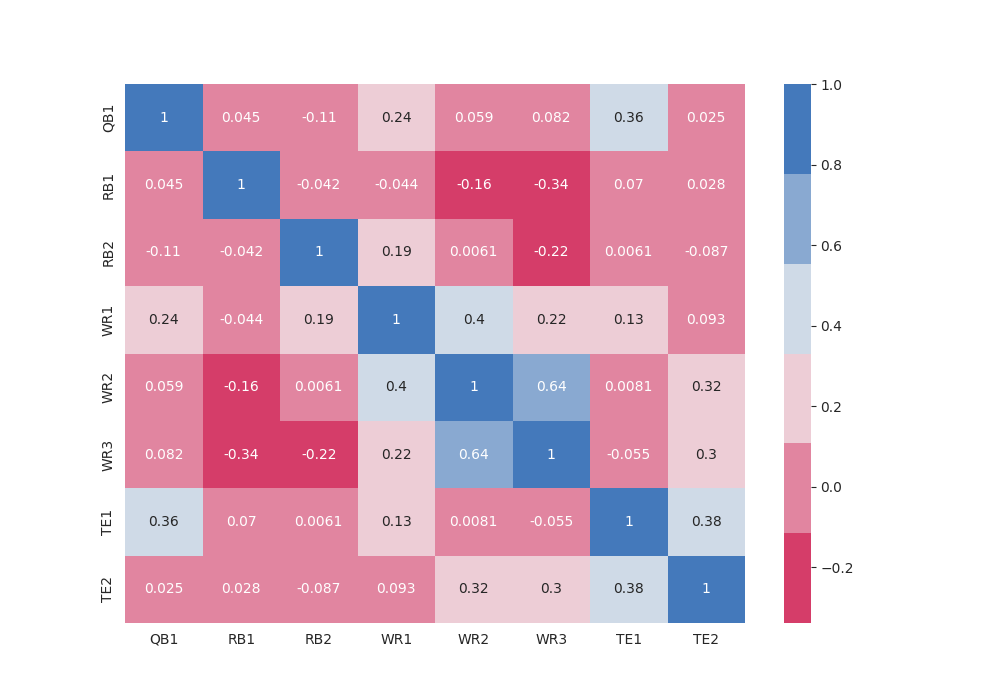 QB1 1 0.045 -0.11 0.24 0.059 0.082 0.36 0.025
RB1 0.045 1 -0.042 -0.044 -0.16 -0.34 0.07 0.028
RB2 -0.11 -0.042 1 0.19 0.0061 -0.22 0.0061 -0.087
WR1 0.24 -0.044 0.19 1 0.4 0.22 0.13 0.093
WR2 0.059 -0.16 0.0061 0.4 1 0.64 0.0081 0.32
WR3 0.082 -0.34 -0.22 0.22 0.64 1 -0.055 0.3
TE1 0.36 0.07 0.0061 0.13 0.0081 -0.055 1 0.38
TE2 0.025 0.028 -0.087 0.093 0.32 0.3 0.38 1
QB1 RB1 RB2 WR1 WR2 WR3 TE1 TE2
1.0
0.8
0.6
0.4
0.2
0.0
−0.2